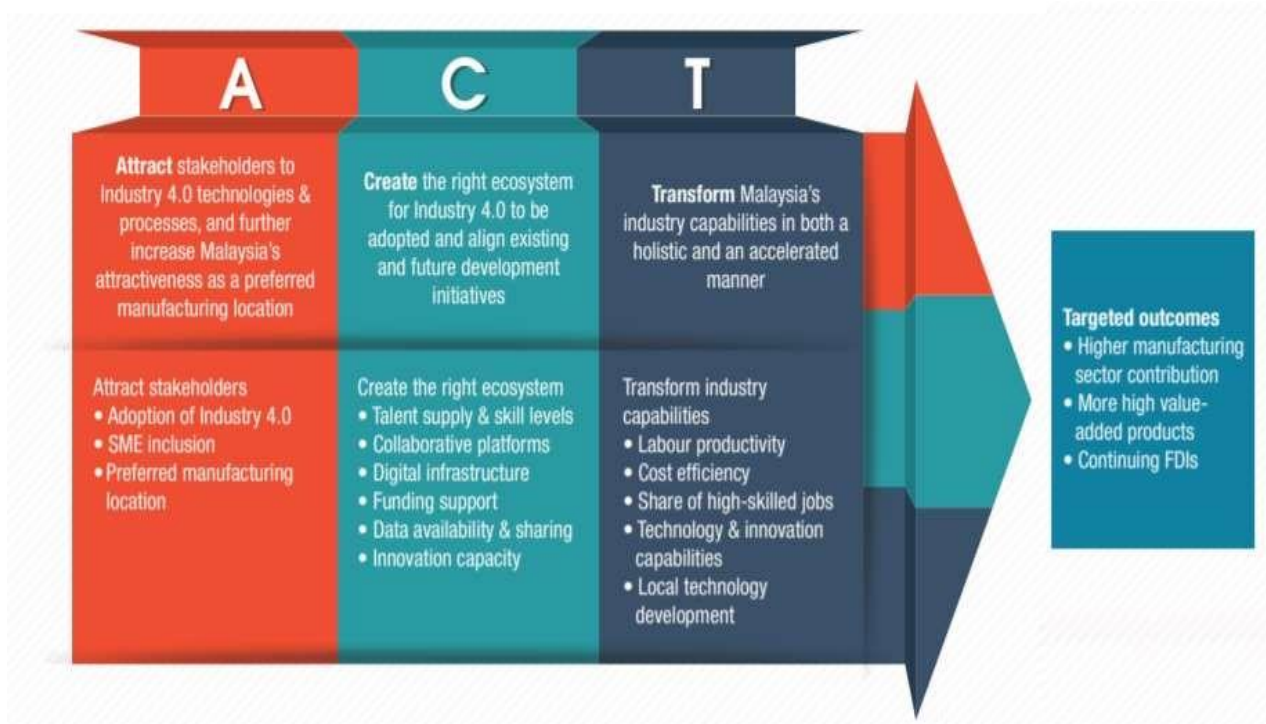 A
C
T
Attract stakeholders to
Industry 4.0 technologies &
processes, and further
increase Malaysia's
attractiveness as a preferred
manufacturing location
Create the right ecosystem
for Industry 4.0 to be
adopted and align existing
and future development
initiatives
Transform Malaysia's
industry capabilities in both a
holistic and an accelerated
manner
Attract stakeholders
• Adoption of Industry 4.0
• SME inclusion
• Preferred manufacturing
location
Create the right ecosystem
• Talent supply & skill levels
• Collaborative platforms
• Digital infrastructure
• Funding support
• Data availability & sharing
• Innovation capacity
Transform industry
capabilities
• Labour productivity
• Cost efficiency
• Share of high-skilled jobs
• Technology & innovation
capabilities
• Local technology
development
Targeted outcomes
• Higher manufacturing
sector contribution
• More high value-
added products
• Continuing FDIs